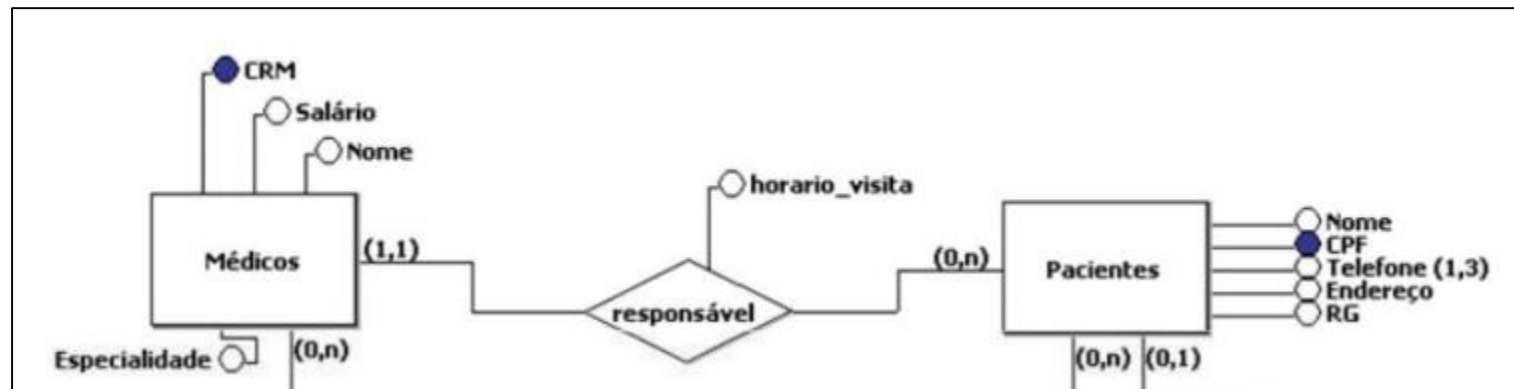 CRM
Salário
Nome
horario_visita
Médicos
(1,1)
responsável
(0,n)
Pacientes
Nome
CPF
Telefone (1,3)
Endereço
RG
Especialidade
(0,n)
(0,n)
(0,1)